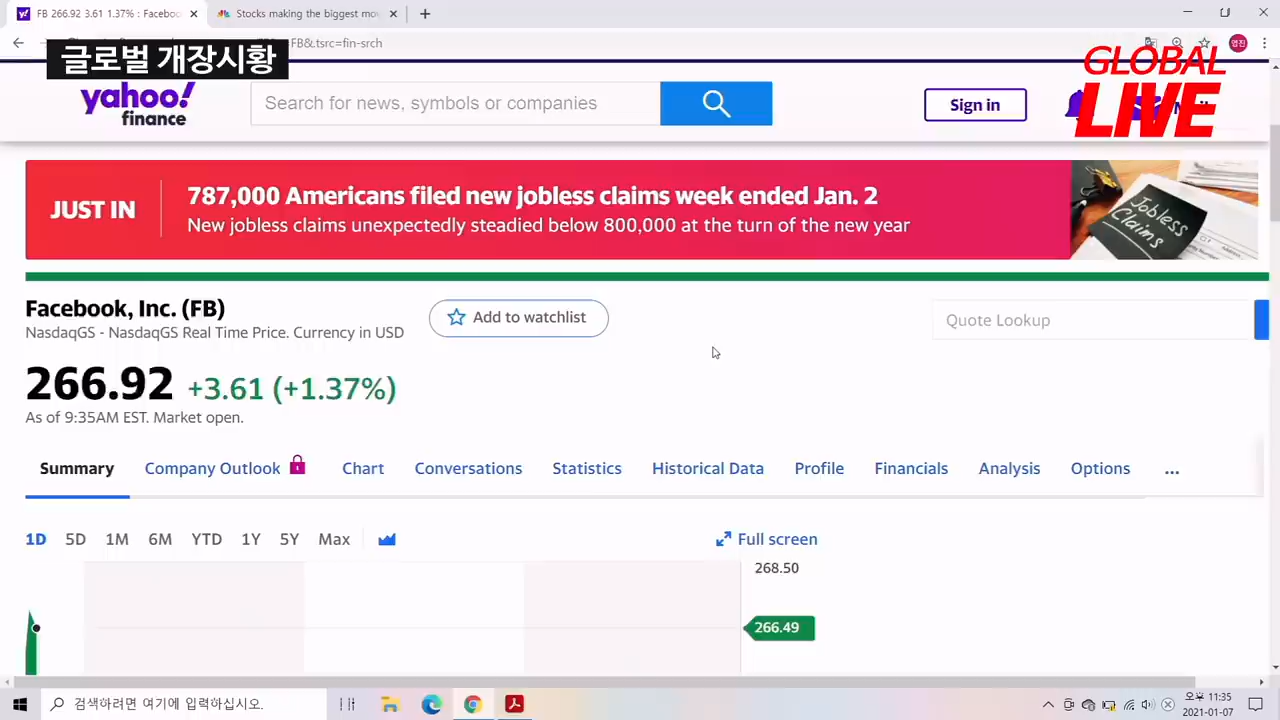 FB 266.92 3.61 1.37% : Faceboo
Stocks making the biggest mov
글로벌 개장시황
=FB&.tsrc=fin-srch
영진
GLOBAL
LIVE
yahoo!
finance
Search for news, symbols or companies
Sign in
JUST IN
787,000 Americans filed new jobless claims week ended Jan. 2
New jobless claims unexpectedly steadied below 800,000 at the turn of the new year
Jobless
Claims
Facebook, Inc. (FB)
NasdaqGS - NasdaqGS Real Time Price. Currency in USD
Add to watchlist
Quote Lookup
266.92 +3.61 (+1.37%)
As of 9:35AM EST. Market open.
Summary Company Outlook Chart Conversations Statistics Historical Data Profile Financials Analysis Options ...
1D 5D 1M 6M YTD 1Y 5Y Max Full screen
268.50
266.49
검색하려면 여기에 입력하십시오.
오후 11:35
2021-01-07